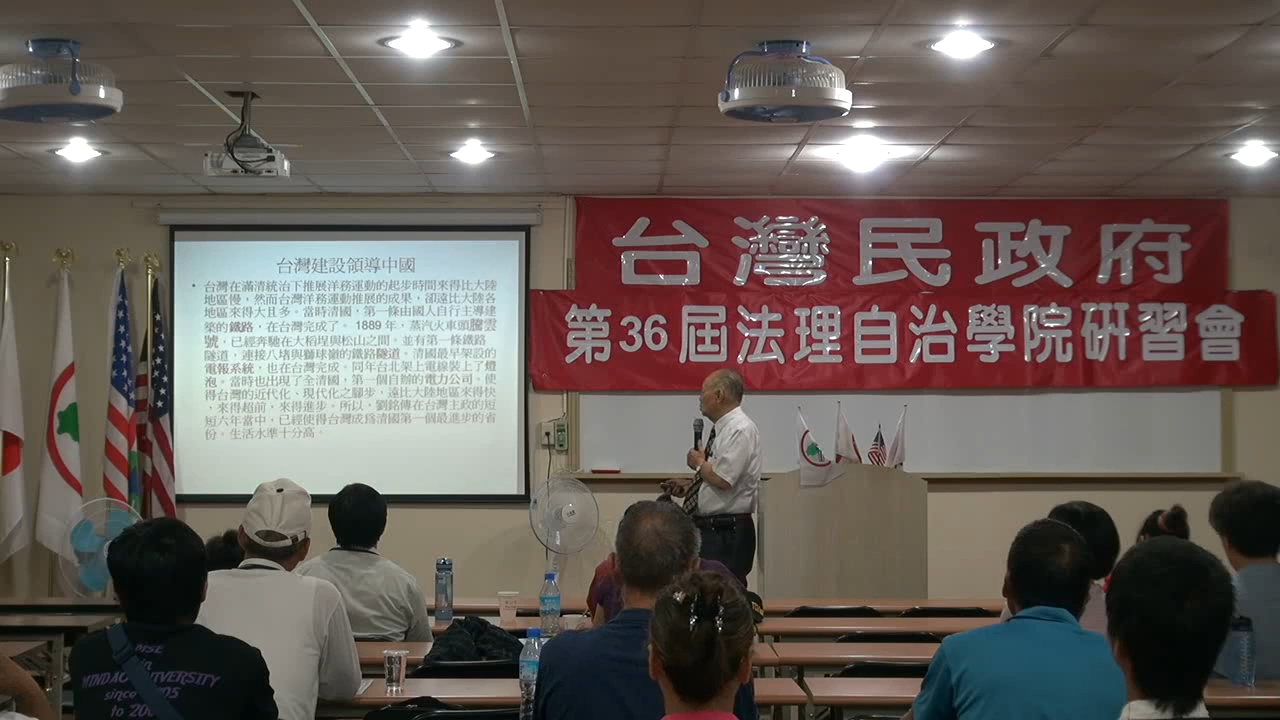 台灣民政府
第36屆法理自治學院研習會
台灣建設領導中國
• 台灣在滿清統治下推展洋務運動的起步時間來得比大陸
地區慢，然而台灣洋務運動推展的成果，卻遠比大陸各
地區來得大且多。當時清國，第一條由國人自行主導建
築的鐵路，在台灣完成了。 1889 年，蒸汽火車頭騰雲
號，已經奔馳在大稻埕與松山之間，並有第一條鐵路
隧道，連接八堵與獅球嶺的鐵路隧道。清國最早架設的
電報系統，也在台灣完成。同年台北架上電線裝上了燈
泡。當時也出現了全清國，第一個自辦的電力公司。使
得台灣的近代化、現代化之腳步，遠比大陸地區來得快
、來得超前，來得進步。所以，劉銘傳在台灣主政的短
短六年當中，已經使得台灣成為清國第一個最進步的省
份。生活水準十分高。
in
UNIVERSITY
since
to